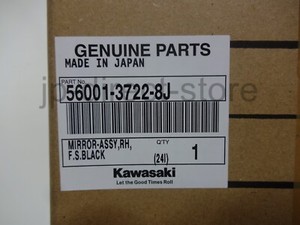 GENUINE PARTS
MADE IN JAPAN
PART No.
56001-3722-8J
MIRROR-ASSY,RH,
F.S.BLACK
Q'TY
(24I) 1
Kawasaki
Let the Good Times Roll